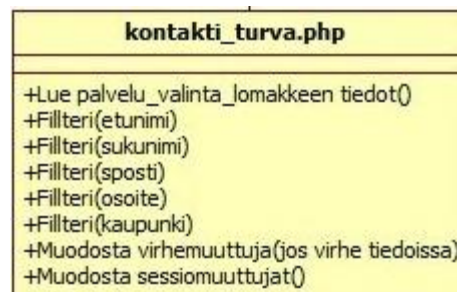 kontakti_turva.php
+Lue palvelu_valinta_lomakkeen tiedot()
+Fillteri(etunimi)
+Fillteri(sukunimi)
+Fillteri(sposti)
+Fillteri(osoite)
+Fillteri(kaupunki)
+Muodosta virhemuuttuja(jos virhe tiedoissa)
+Muodosta sessiomuuttujat()